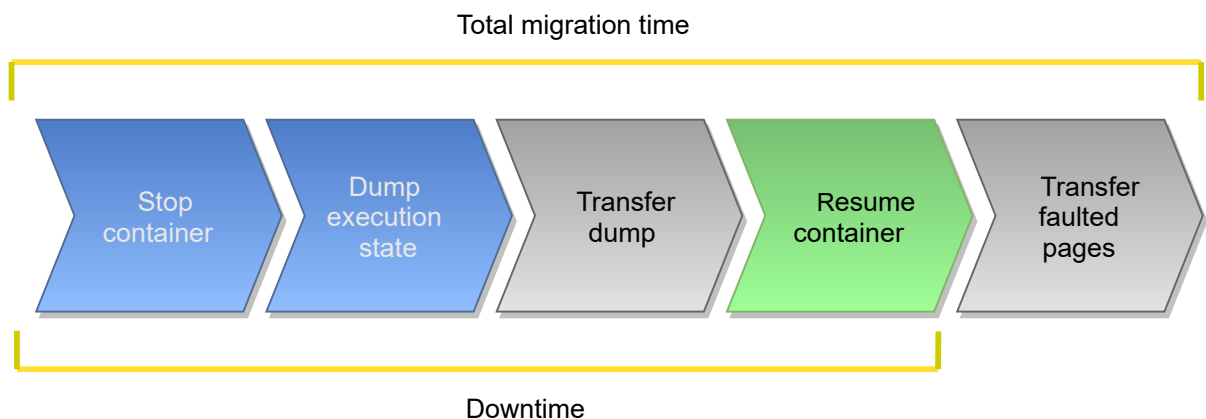 Total migration time
Stop
container
Dump
execution
state
Transfer
dump
Resume
container
Transfer
faulted
pages
Downtime